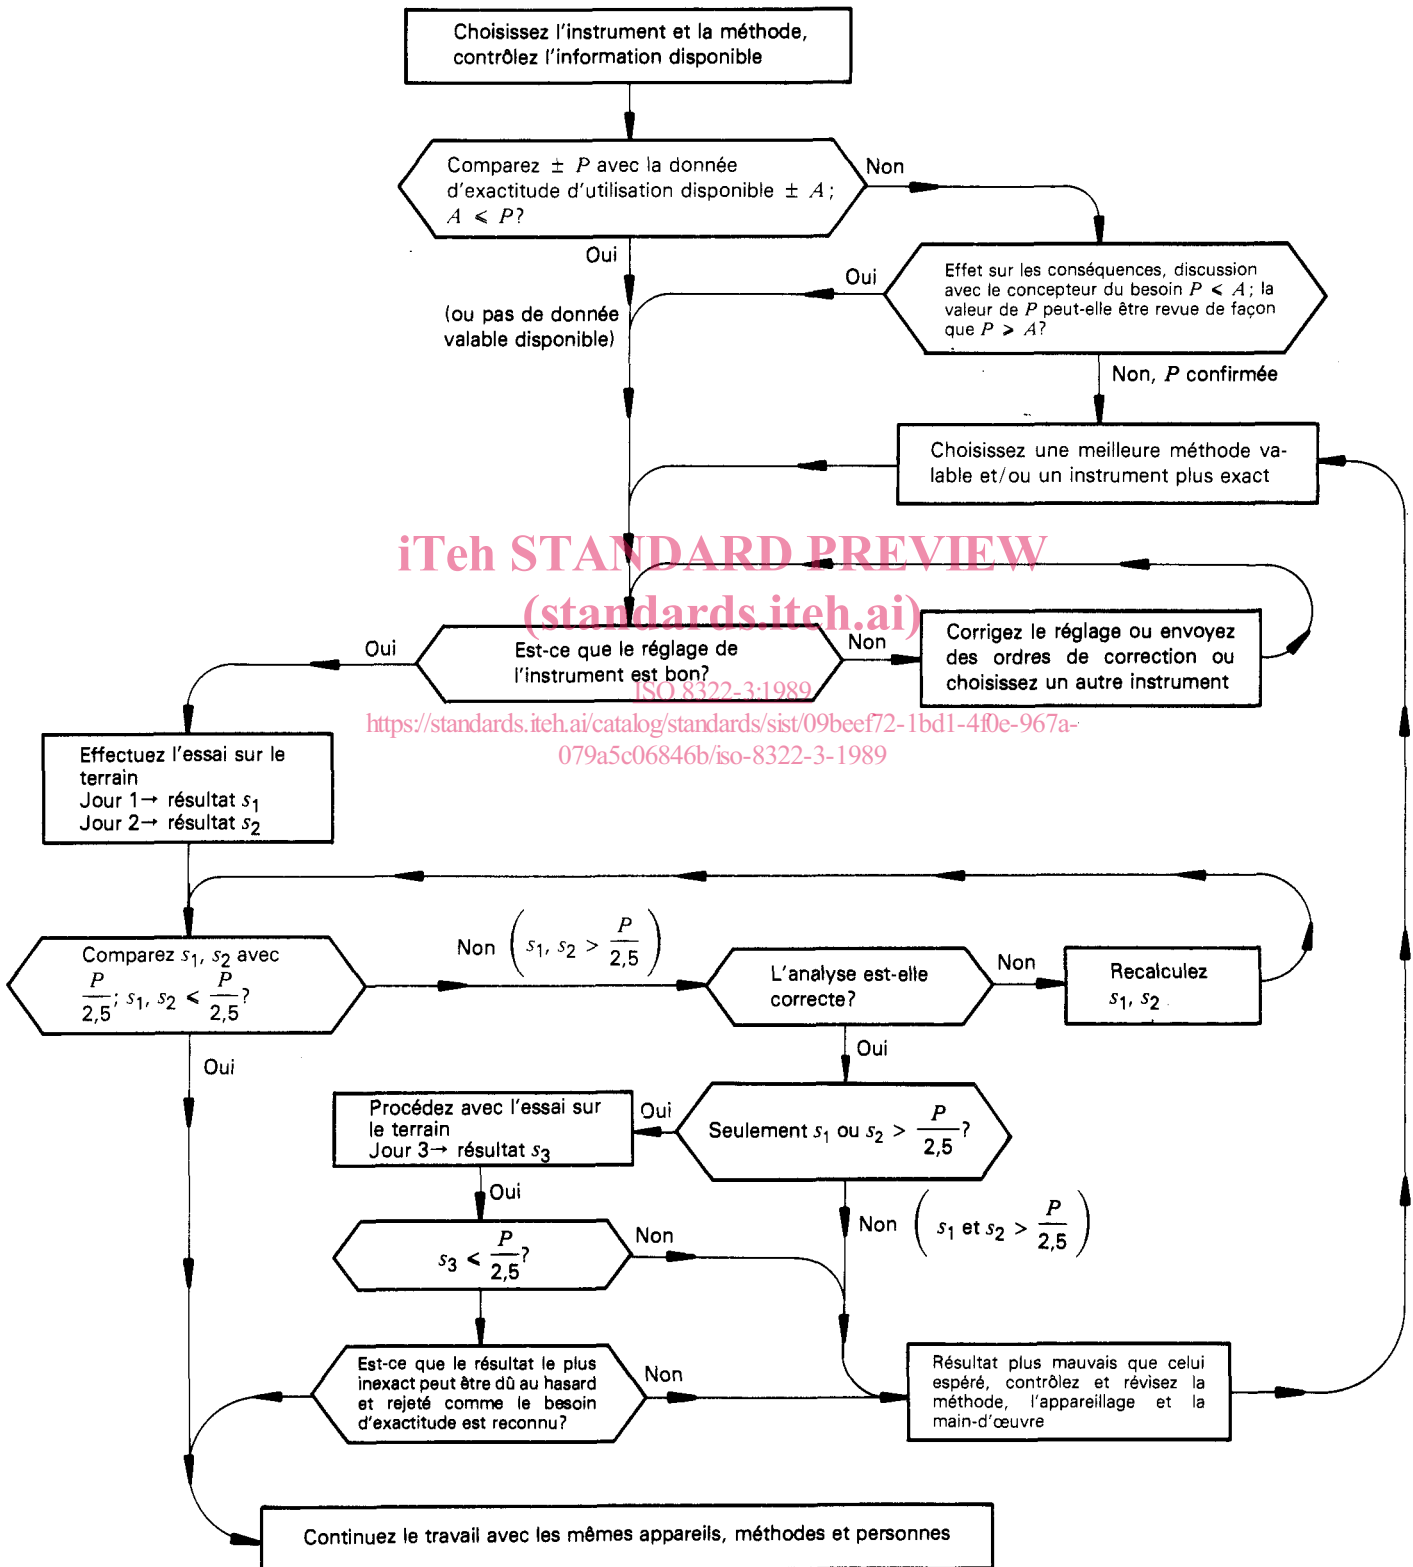 Choisissez l'instrument et la méthode,
contrôlez l'information disponible
Comparez ± P avec la donnée
d'exactitude d'utilisation disponible ± A;
A ⩽ P?
Non
Oui
(ou pas de donnée
valable disponible)
Oui
Effet sur les conséquences, discussion
avec le concepteur du besoin P ⩽ A; la
valeur de P peut-elle être revue de façon
que P ⩾ A?
Non, P confirmée
Choisissez une meilleure méthode va-
lable et/ou un instrument plus exact
iTeh STANDARD PREVIEW
(standards.iteh.ai)
Oui
Est-ce que le réglage de
l'instrument est bon?
Non
Corrigez le réglage ou envoyez
des ordres de correction ou
choisissez un autre instrument
ISO 8322-3:1989
https://standards.iteh.ai/catalog/standards/sist/09beef72-1bd1-4f0e-967a-
079a5c06846b/iso-8322-3-1989
Effectuez l'essai sur le
terrain
Jour 1→ résultat s1
Jour 2→ résultat s2
Comparez s1, s2 avec
P/2,5; s1, s2 ⩽ P/2,5?
Non (s1, s2 > P/2,5)
L'analyse est-elle
correcte?
Non
Recalculez
s1, s2
Oui
Oui
Procédez avec l'essai sur
le terrain
Jour 3→ résultat s3
Oui
Seulement s1 ou s2 > P/2,5?
Oui
Non (s1 et s2 > P/2,5)
s3 ⩽ P/2,5?
Non
Est-ce que le résultat le plus
inexact peut être dû au hasard
et rejeté comme le besoin
d'exactitude est reconnu?
Non
Résultat plus mauvais que celui
espéré, contrôlez et révisez la
méthode, l'appareillage et la
main-d'œuvre
Continuez le travail avec les mêmes appareils, méthodes et personnes